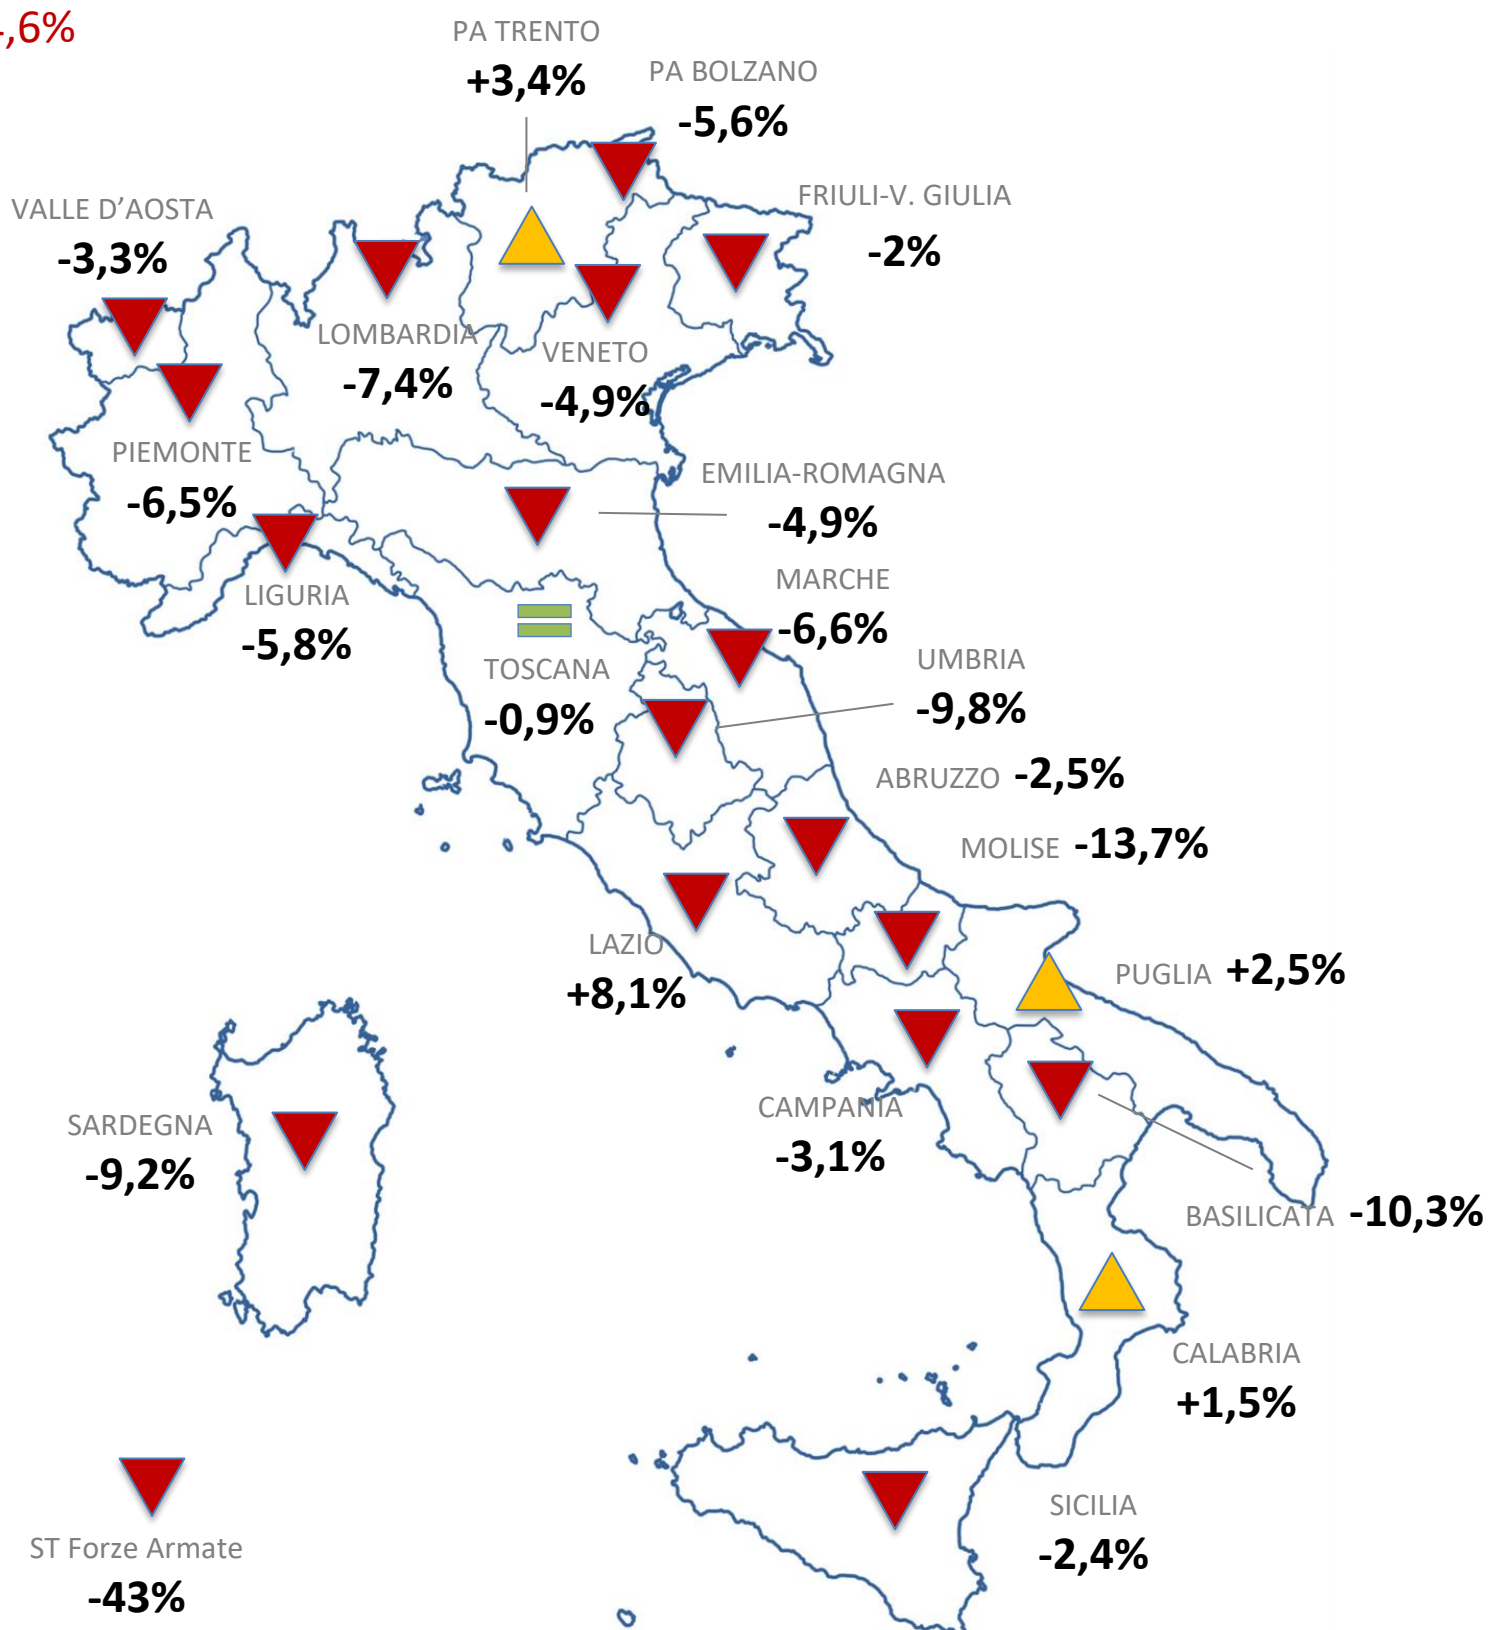 ,6%
PA TRENTO
+3,4%
PA BOLZANO
-5,6%
VALLE D'AOSTA
-3,3%
FRIULI-V. GIULIA
-2%
LOMBARDIA
-7,4%
VENETO
-4,9%
PIEMONTE
-6,5%
EMILIA-ROMAGNA
-4,9%
LIGURIA
-5,8%
MARCHE
-6,6%
TOSCANA
-0,9%
UMBRIA
-9,8%
ABRUZZO -2,5%
MOLISE -13,7%
LAZIO
+8,1%
PUGLIA +2,5%
CAMPANIA
-3,1%
SARDEGNA
-9,2%
BASILICATA -10,3%
CALABRIA
+1,5%
SICILIA
-2,4%
ST Forze Armate
-43%